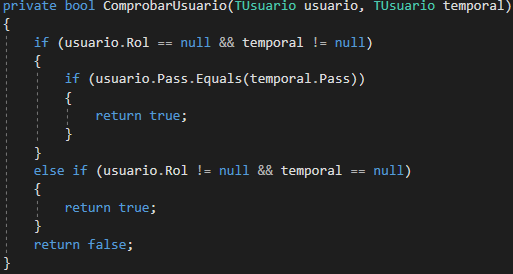 private bool ComprobarUsuario(TUsuario usuario, TUsuario temporal)
{
    if (usuario.Rol == null && temporal != null)
    {
        if (usuario.Pass.Equals(temporal.Pass))
        {
            return true;
        }
    }
    else if (usuario.Rol != null && temporal == null)
    {
        return true;
    }
    return false;
}